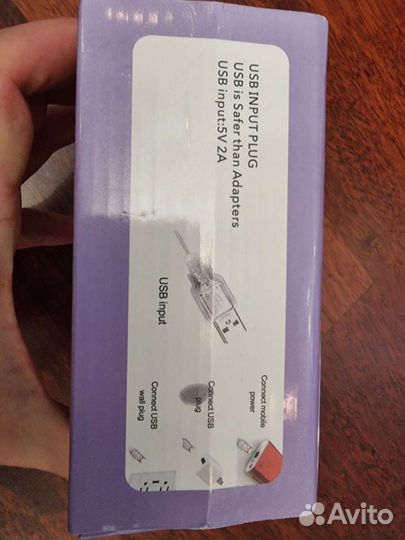 USB INPUT PLUG
USB is Safer than Adapters
USB input:5V 2A
USB input
Connect mobile
power
Connect USB
plug
Connect USB
wall plug
Avito